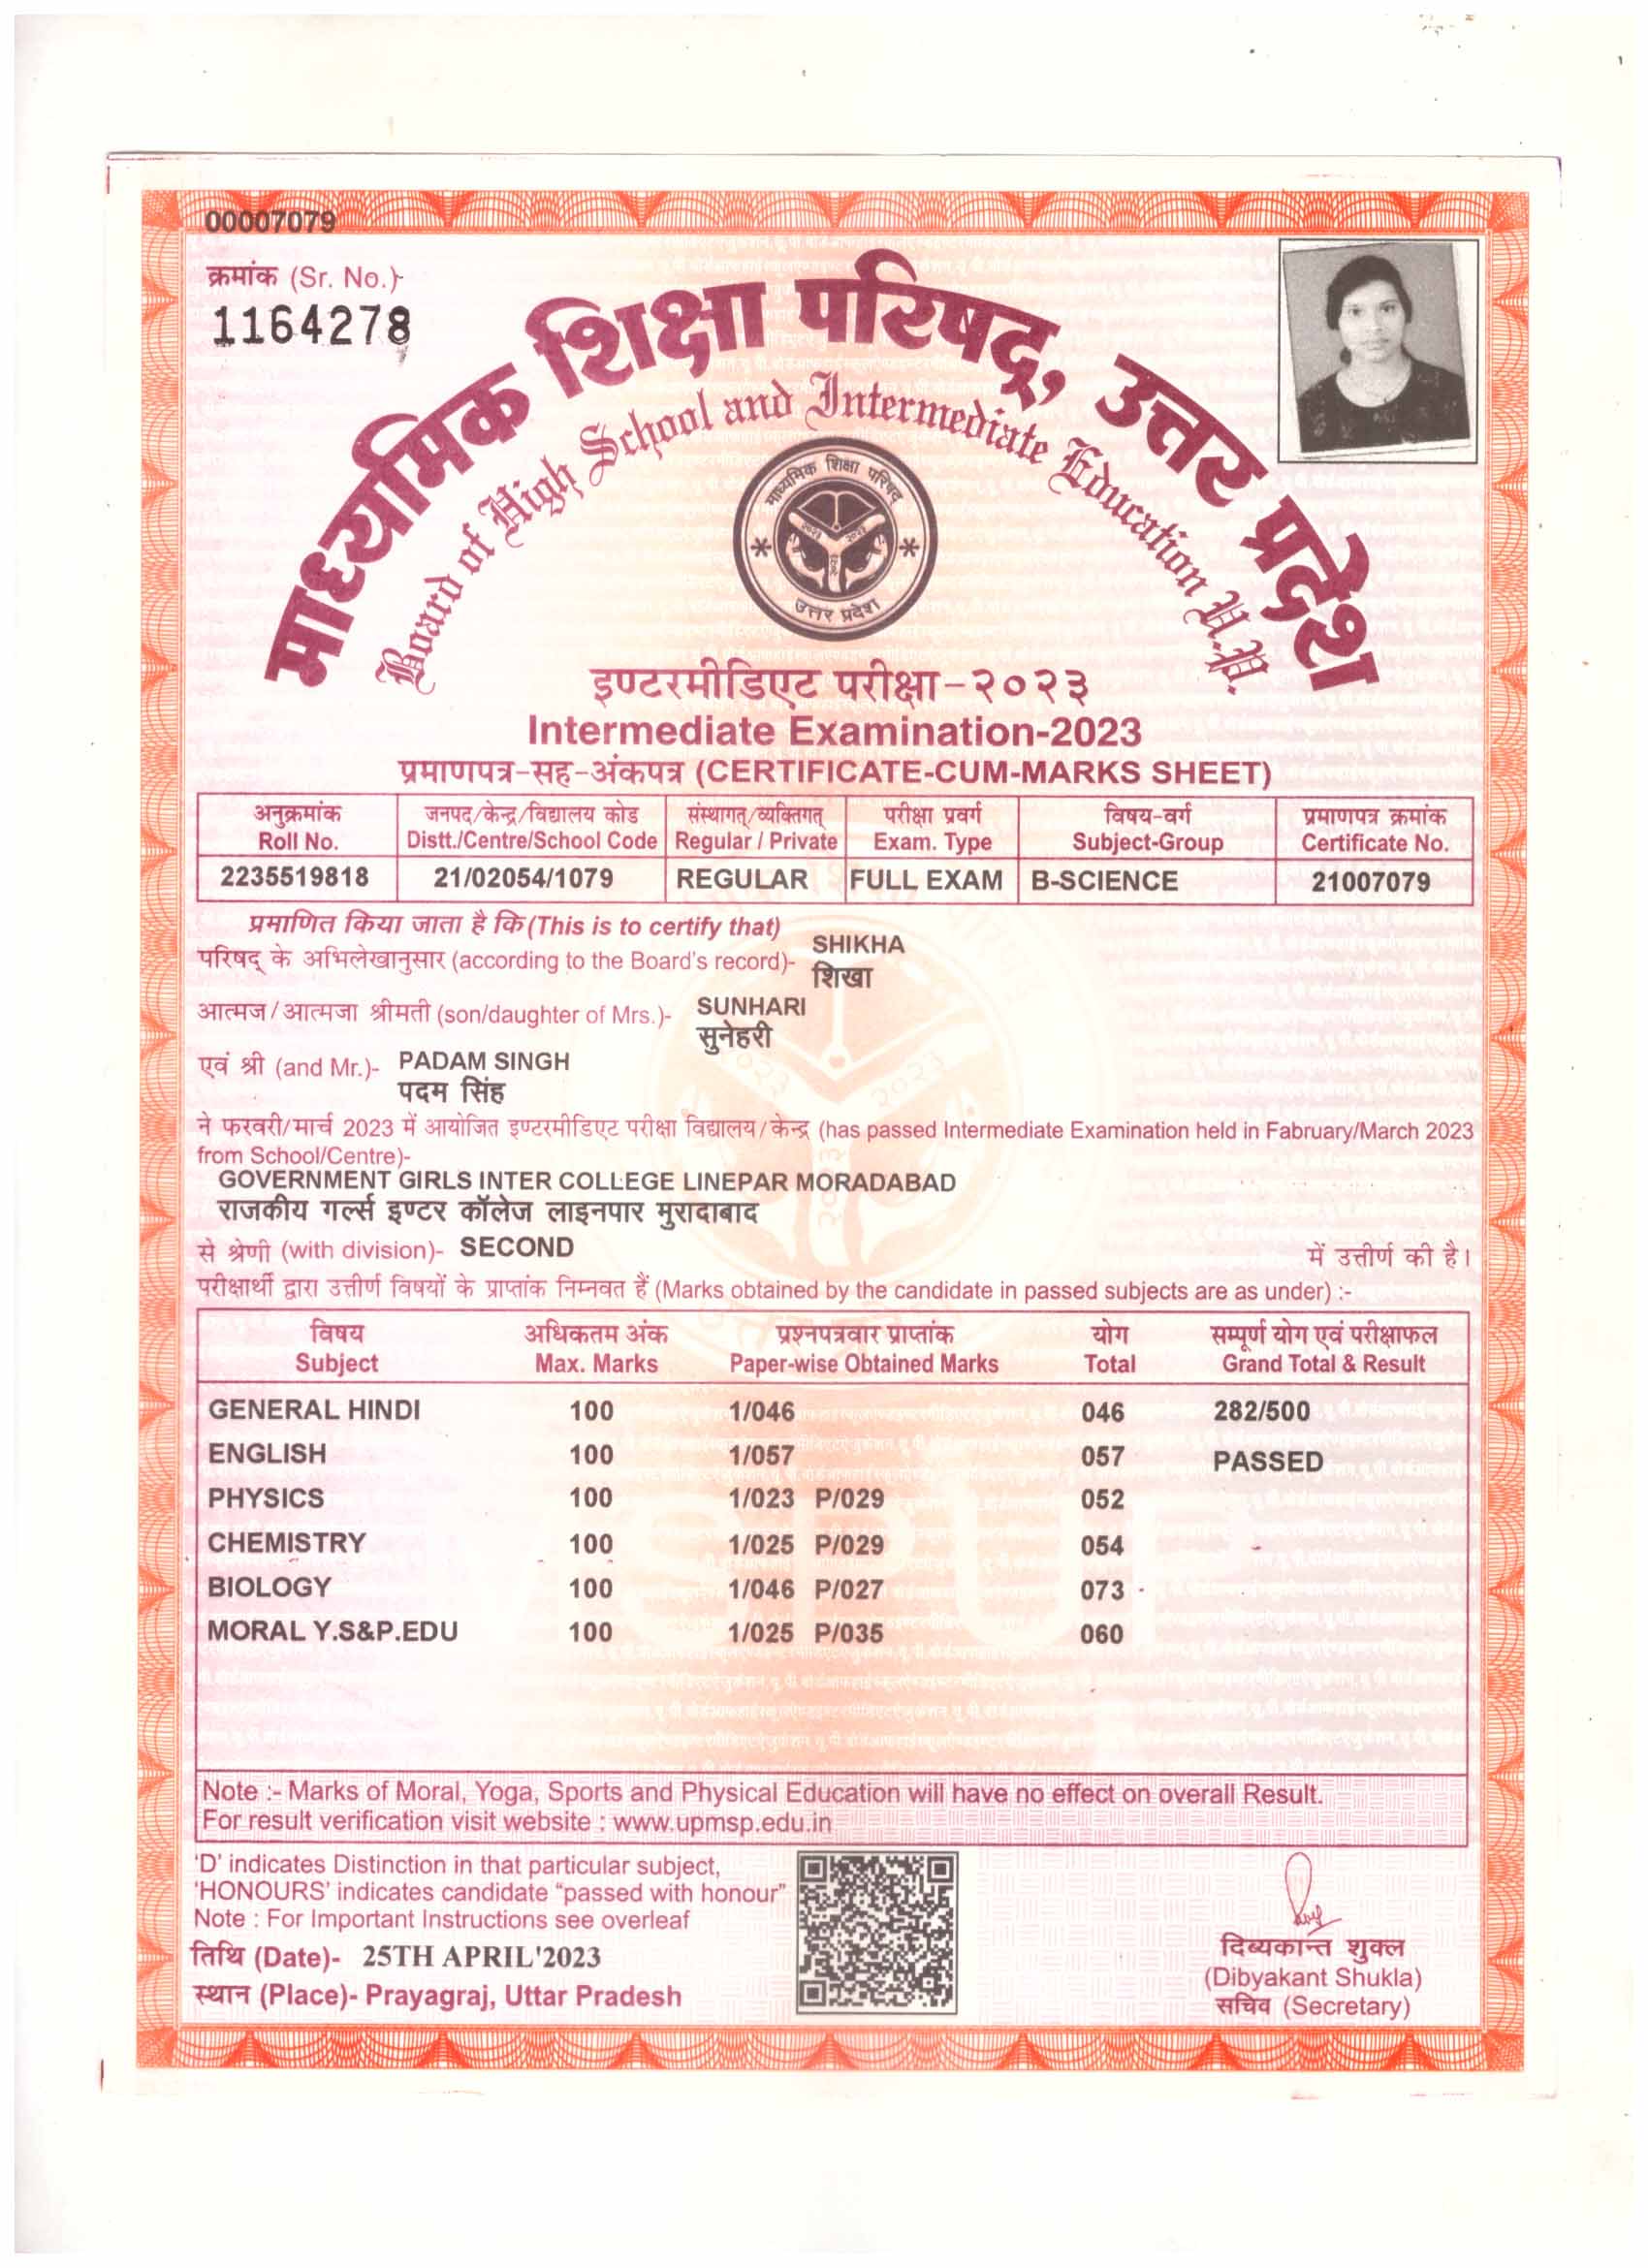 00007079
क्रमांक (Sr. No.)-
1164278
माध्यमिक शिक्षा परिषद्, उत्तर प्रदेश
Board of High School and Intermediate Education U.P.
माध्यमिक शिक्षा परिषद
उत्तर प्रदेश
इण्टरमीडिएट परीक्षा-२०२३
Intermediate Examination-2023
प्रमाणपत्र-सह-अंकपत्र (CERTIFICATE-CUM-MARKS SHEET)
अनुक्रमांक जनपद/केन्द्र/विद्यालय कोड संस्थागत्/व्यक्तिगत् परीक्षा प्रवर्ग विषय-वर्ग प्रमाणपत्र क्रमांक
Roll No. Distt./Centre/School Code Regular / Private Exam. Type Subject-Group Certificate No.
2235519818 21/02054/1079 REGULAR FULL EXAM B-SCIENCE 21007079
प्रमाणित किया जाता है कि (This is to certify that)
परिषद् के अभिलेखानुसार (according to the Board's record)- SHIKHA
शिखा
आत्मज/आत्मजा श्रीमती (son/daughter of Mrs.)- SUNHARI
सुनेहरी
एवं श्री (and Mr.)- PADAM SINGH
पदम सिंह
ने फरवरी/मार्च 2023 में आयोजित इण्टरमीडिएट परीक्षा विद्यालय/केन्द्र (has passed Intermediate Examination held in Fabruary/March 2023
from School/Centre)-
GOVERNMENT GIRLS INTER COLLEGE LINEPAR MORADABAD
राजकीय गर्ल्स इण्टर कॉलेज लाइनपार मुरादाबाद
से श्रेणी (with division)- SECOND में उत्तीर्ण की है।
परीक्षार्थी द्वारा उत्तीर्ण विषयों के प्राप्तांक निम्नवत हैं (Marks obtained by the candidate in passed subjects are as under) :-
विषय अधिकतम अंक प्रश्नपत्रवार प्राप्तांक योग सम्पूर्ण योग एवं परीक्षाफल
Subject Max. Marks Paper-wise Obtained Marks Total Grand Total & Result
GENERAL HINDI 100 1/046 046 282/500
ENGLISH 100 1/057 057 PASSED
PHYSICS 100 1/023 P/029 052
CHEMISTRY 100 1/025 P/029 054
BIOLOGY 100 1/046 P/027 073
MORAL Y.S&P.EDU 100 1/025 P/035 060
Note :- Marks of Moral, Yoga, Sports and Physical Education will have no effect on overall Result.
For result verification visit website : www.upmsp.edu.in
'D' indicates Distinction in that particular subject,
'HONOURS' indicates candidate "passed with honour"
Note : For Important Instructions see overleaf
तिथि (Date)- 25TH APRIL'2023
स्थान (Place)- Prayagraj, Uttar Pradesh
दिव्यकान्त शुक्ल
(Dibyakant Shukla)
सचिव (Secretary)